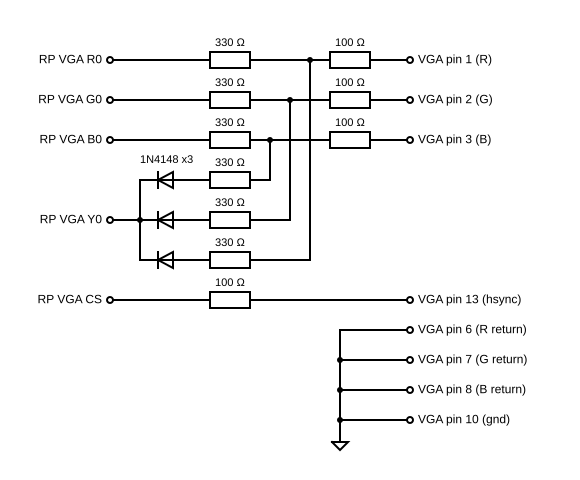 330 Ω 100 Ω
RP VGA R0 VGA pin 1 (R)
330 Ω 100 Ω
RP VGA G0 VGA pin 2 (G)
330 Ω 100 Ω
RP VGA B0 VGA pin 3 (B)
1N4148 x3 330 Ω
330 Ω
RP VGA Y0
330 Ω
100 Ω
RP VGA CS VGA pin 13 (hsync)
VGA pin 6 (R return)
VGA pin 7 (G return)
VGA pin 8 (B return)
VGA pin 10 (gnd)